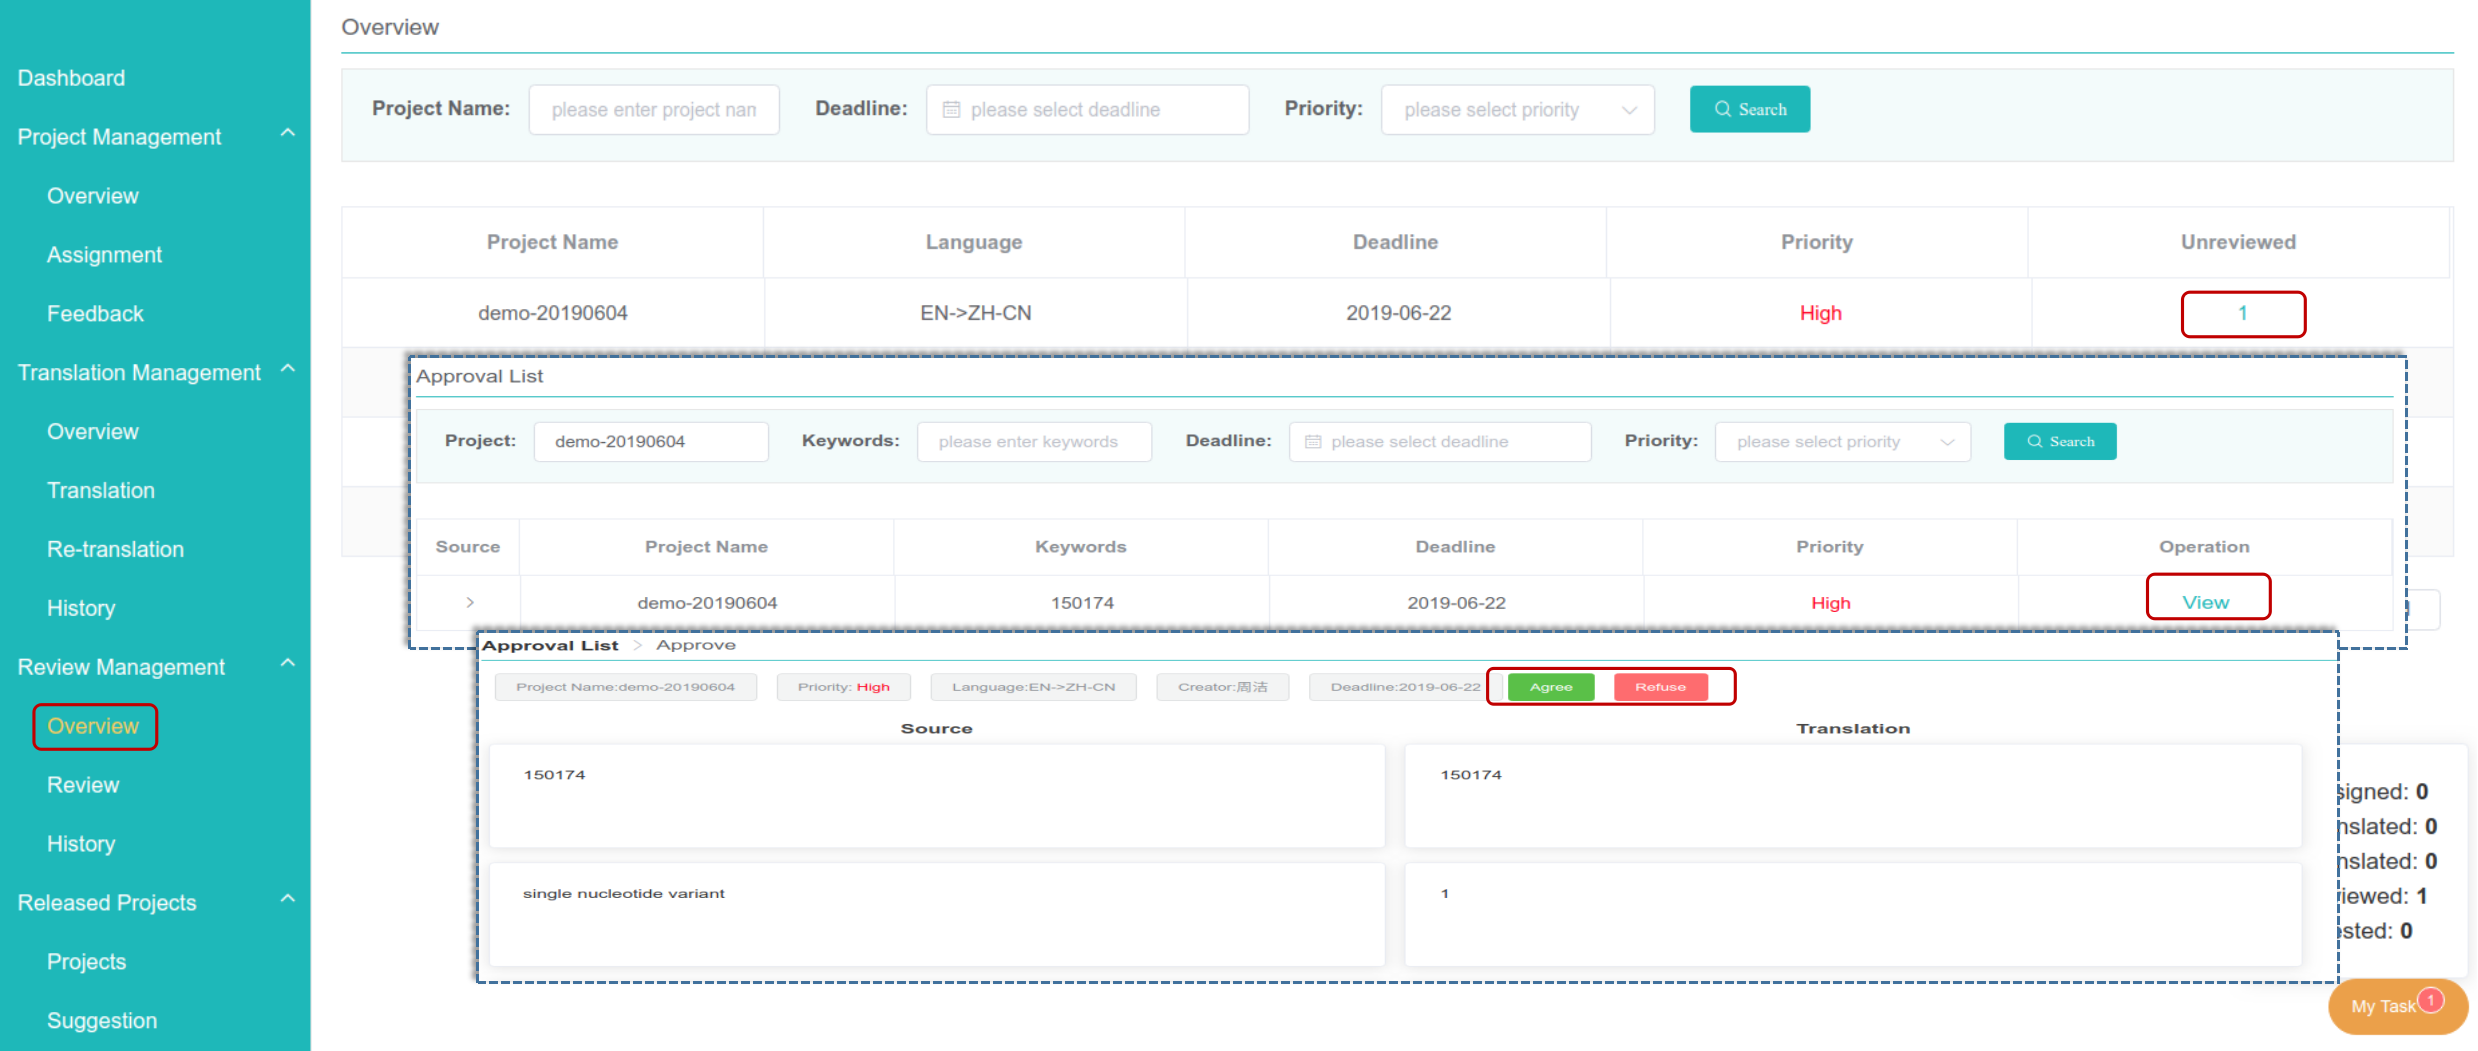 Dashboard
Project Management
Overview
Assignment
Feedback
Translation Management
Overview
Translation
Re-translation
History
Review Management
Overview
Review
History
Released Projects
Projects
Suggestion
Overview
Project Name: please enter project nan Deadline: please select deadline Priority: please select priority Search
Project Name Language Deadline Priority Unreviewed
demo-20190604 EN->ZH-CN 2019-06-22 High 1
Approval List
Project: demo-20190604 Keywords: please enter keywords Deadline: please select deadline Priority: please select priority Search
Source Project Name Keywords Deadline Priority Operation
> demo-20190604 150174 2019-06-22 High View
Approval List > Approve
Project Name:demo-20190604 Priority: High Language:EN->ZH-CN Creator:周洁 Deadline:2019-06-22 Agree Refuse
Source Translation
150174 150174
single nucleotide variant 1
signed: 0
nslated: 0
nslated: 0
iewed: 1
sted: 0
My Task 1